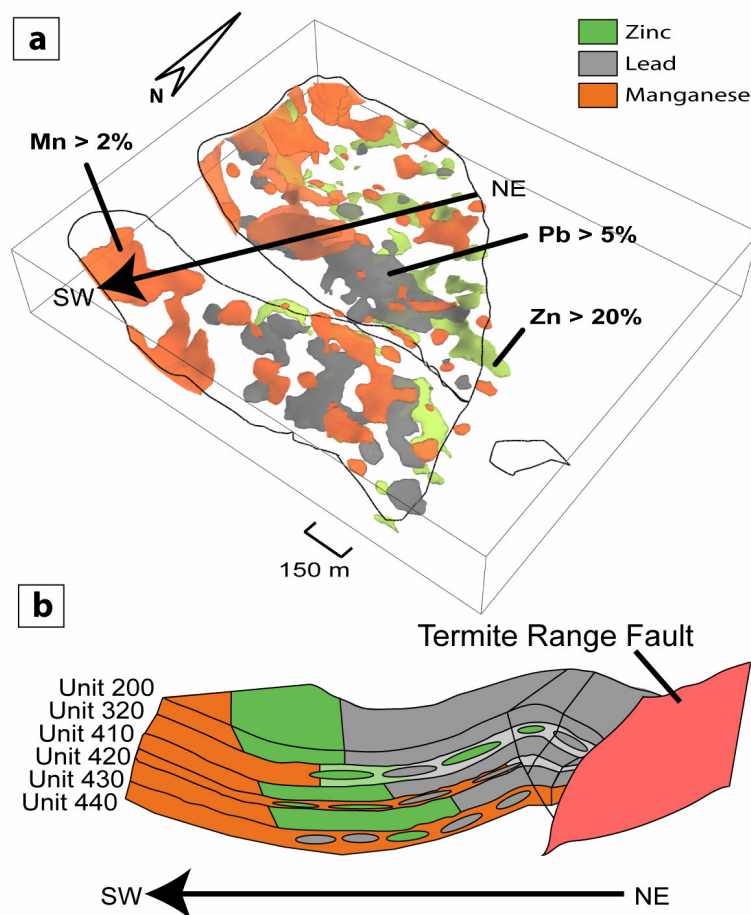 a
N
Zinc
Lead
Manganese
Mn > 2%
NE
Pb > 5%
SW
Zn > 20%
150 m
b
Termite Range Fault
Unit 200
Unit 320
Unit 410
Unit 420
Unit 430
Unit 440
SW
NE